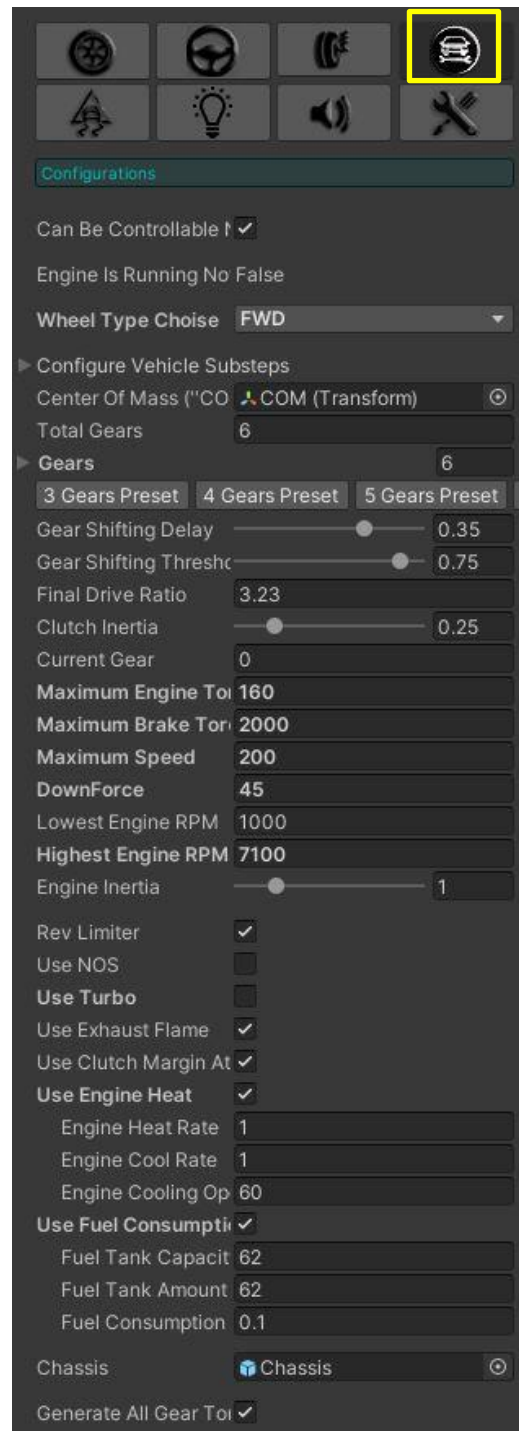 Configurations
Can Be Controllable N
Engine Is Running No False
Wheel Type Choise FWD
Configure Vehicle Substeps
Center Of Mass ("CO COM (Transform)
Total Gears 6
Gears 6
3 Gears Preset 4 Gears Preset 5 Gears Preset
Gear Shifting Delay 0.35
Gear Shifting Thresho 0.75
Final Drive Ratio 3.23
Clutch Inertia 0.25
Current Gear 0
Maximum Engine Tor 160
Maximum Brake Torq 2000
Maximum Speed 200
DownForce 45
Lowest Engine RPM 1000
Highest Engine RPM 7100
Engine Inertia 1
Rev Limiter
Use NOS
Use Turbo
Use Exhaust Flame
Use Clutch Margin At
Use Engine Heat
Engine Heat Rate 1
Engine Cool Rate 1
Engine Cooling Op 60
Use Fuel Consumpti
Fuel Tank Capacit 62
Fuel Tank Amount 62
Fuel Consumption 0.1
Chassis Chassis
Generate All Gear Tor